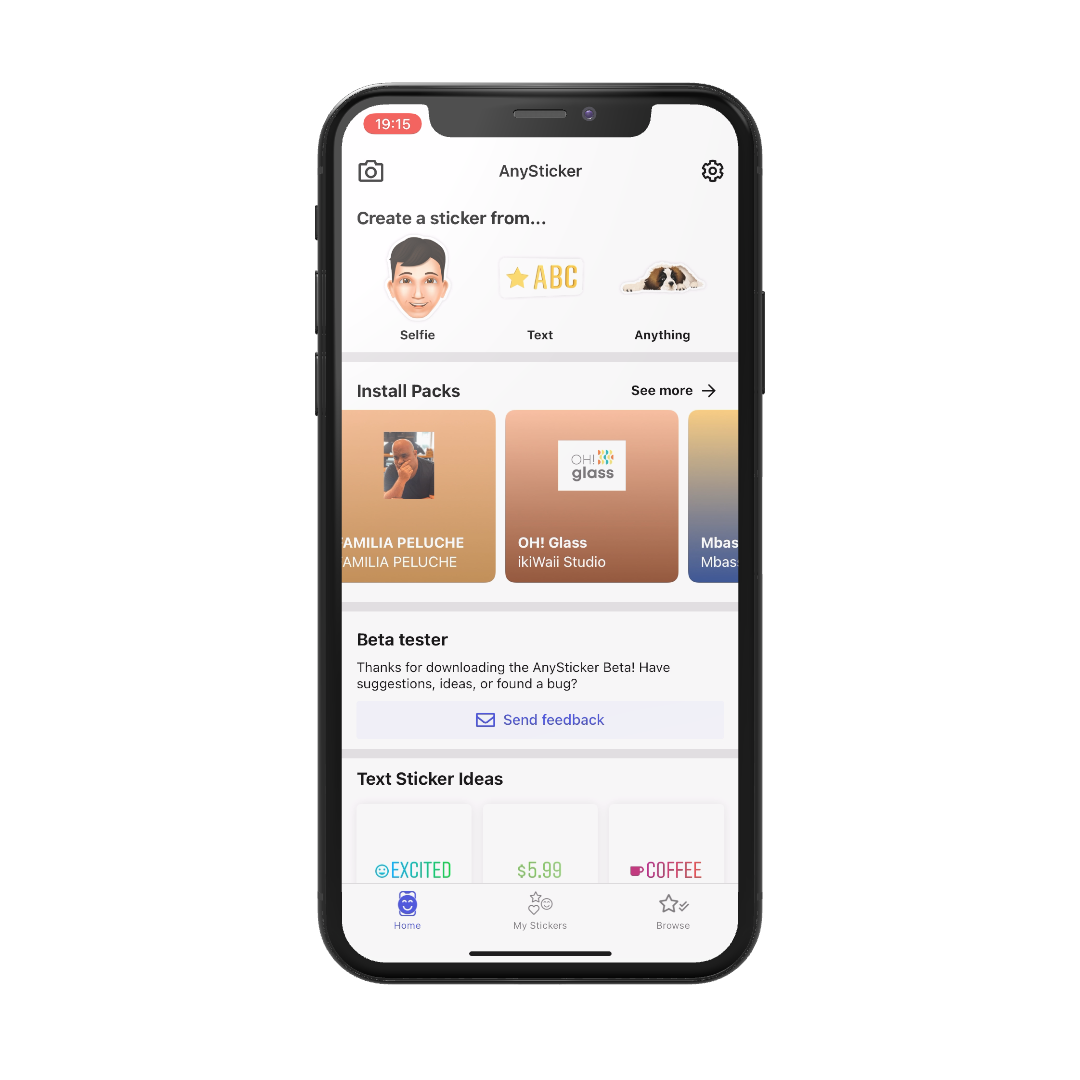 19:15
AnySticker
Create a sticker from...
ABC
Selfie
Text
Anything
Install Packs
See more
AMILIA PELUCHE
AMILIA PELUCHE
OH!
glass
OH! Glass
ikiWaii Studio
Mbas
Mbas
Beta tester
Thanks for downloading the AnySticker Beta! Have
suggestions, ideas, or found a bug?
Send feedback
Text Sticker Ideas
EXCITED
$5.99
COFFEE
Home
My Stickers
Browse